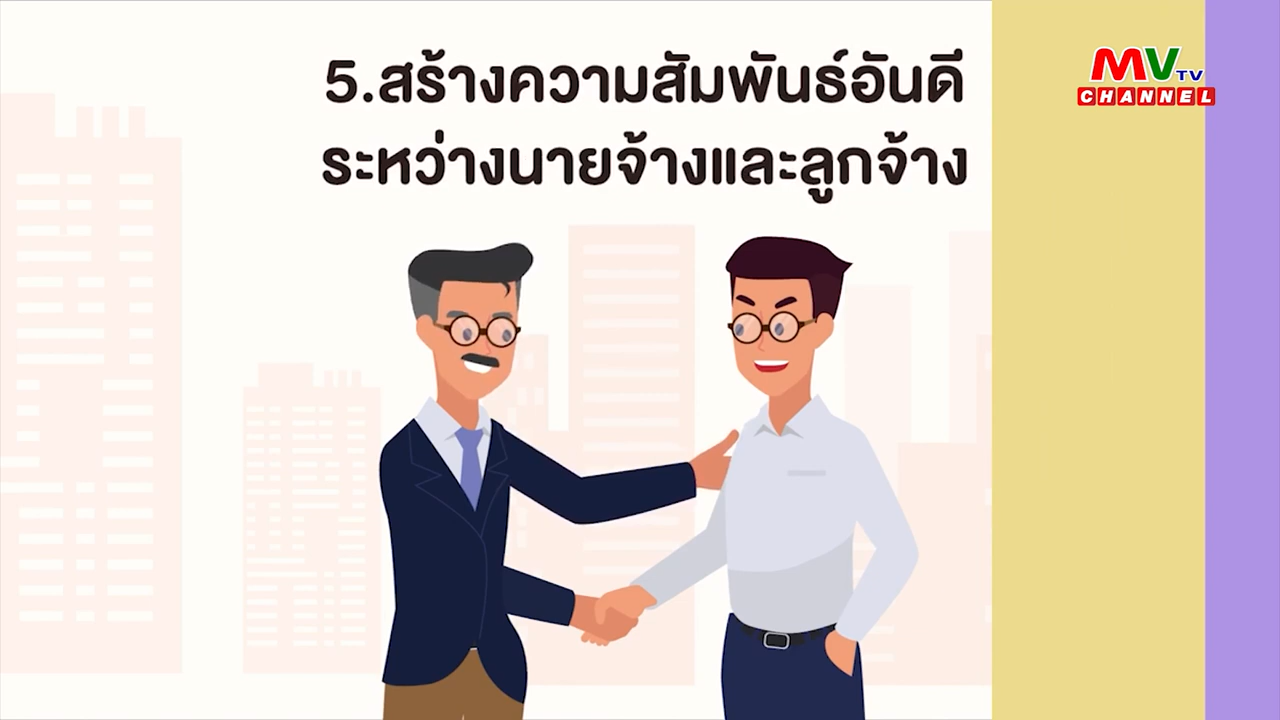 5.สร้างความสัมพันธ์อันดี
ระหว่างนายจ้างและลูกจ้าง
MVTV
CHANNEL